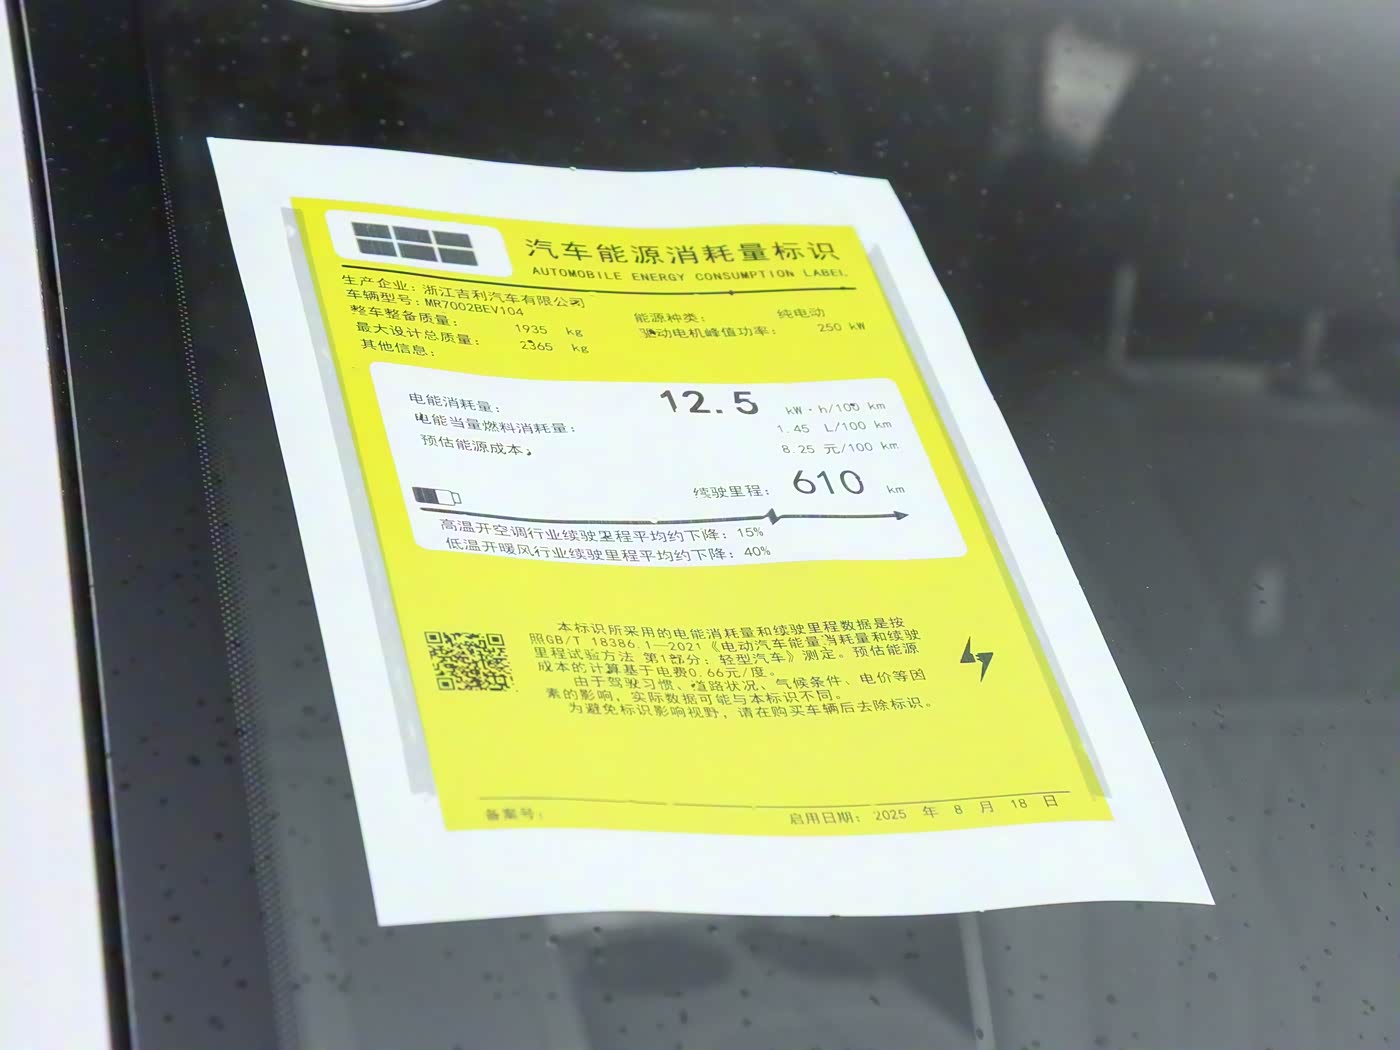 汽车能源消耗量标识
AUTOMOBILE ENERGY CONSUMPTION LABEL
生产企业：浙江吉利汽车有限公司
车辆型号：MR7002BEV104
整车整备质量： 1935 kg 能源种类： 纯电动
最大设计总质量： 2365 kg 驱动电机峰值功率： 250 kW
其他信息：
电能消耗量： 12.5 kW·h/100 km
电能当量燃料消耗量： 1.45 L/100 km
预估能源成本： 8.25 元/100 km
续驶里程： 610 km
高温开空调行业续驶里程平均约下降：15%
低温开暖风行业续驶里程平均约下降：40%
本标识所采用的电能消耗量和续驶里程数据是按
照GB/T 18386.1—2021《电动汽车能量消耗量和续驶
里程试验方法 第1部分：轻型汽车》测定。预估能源
成本的计算基于电费0.66元/度。
由于驾驶习惯、道路状况、气候条件、电价等因
素的影响，实际数据可能与本标识不同。
为避免标识影响视野，请在购买车辆后去除标识。
备案号：
启用日期： 2025 年 8 月 18 日